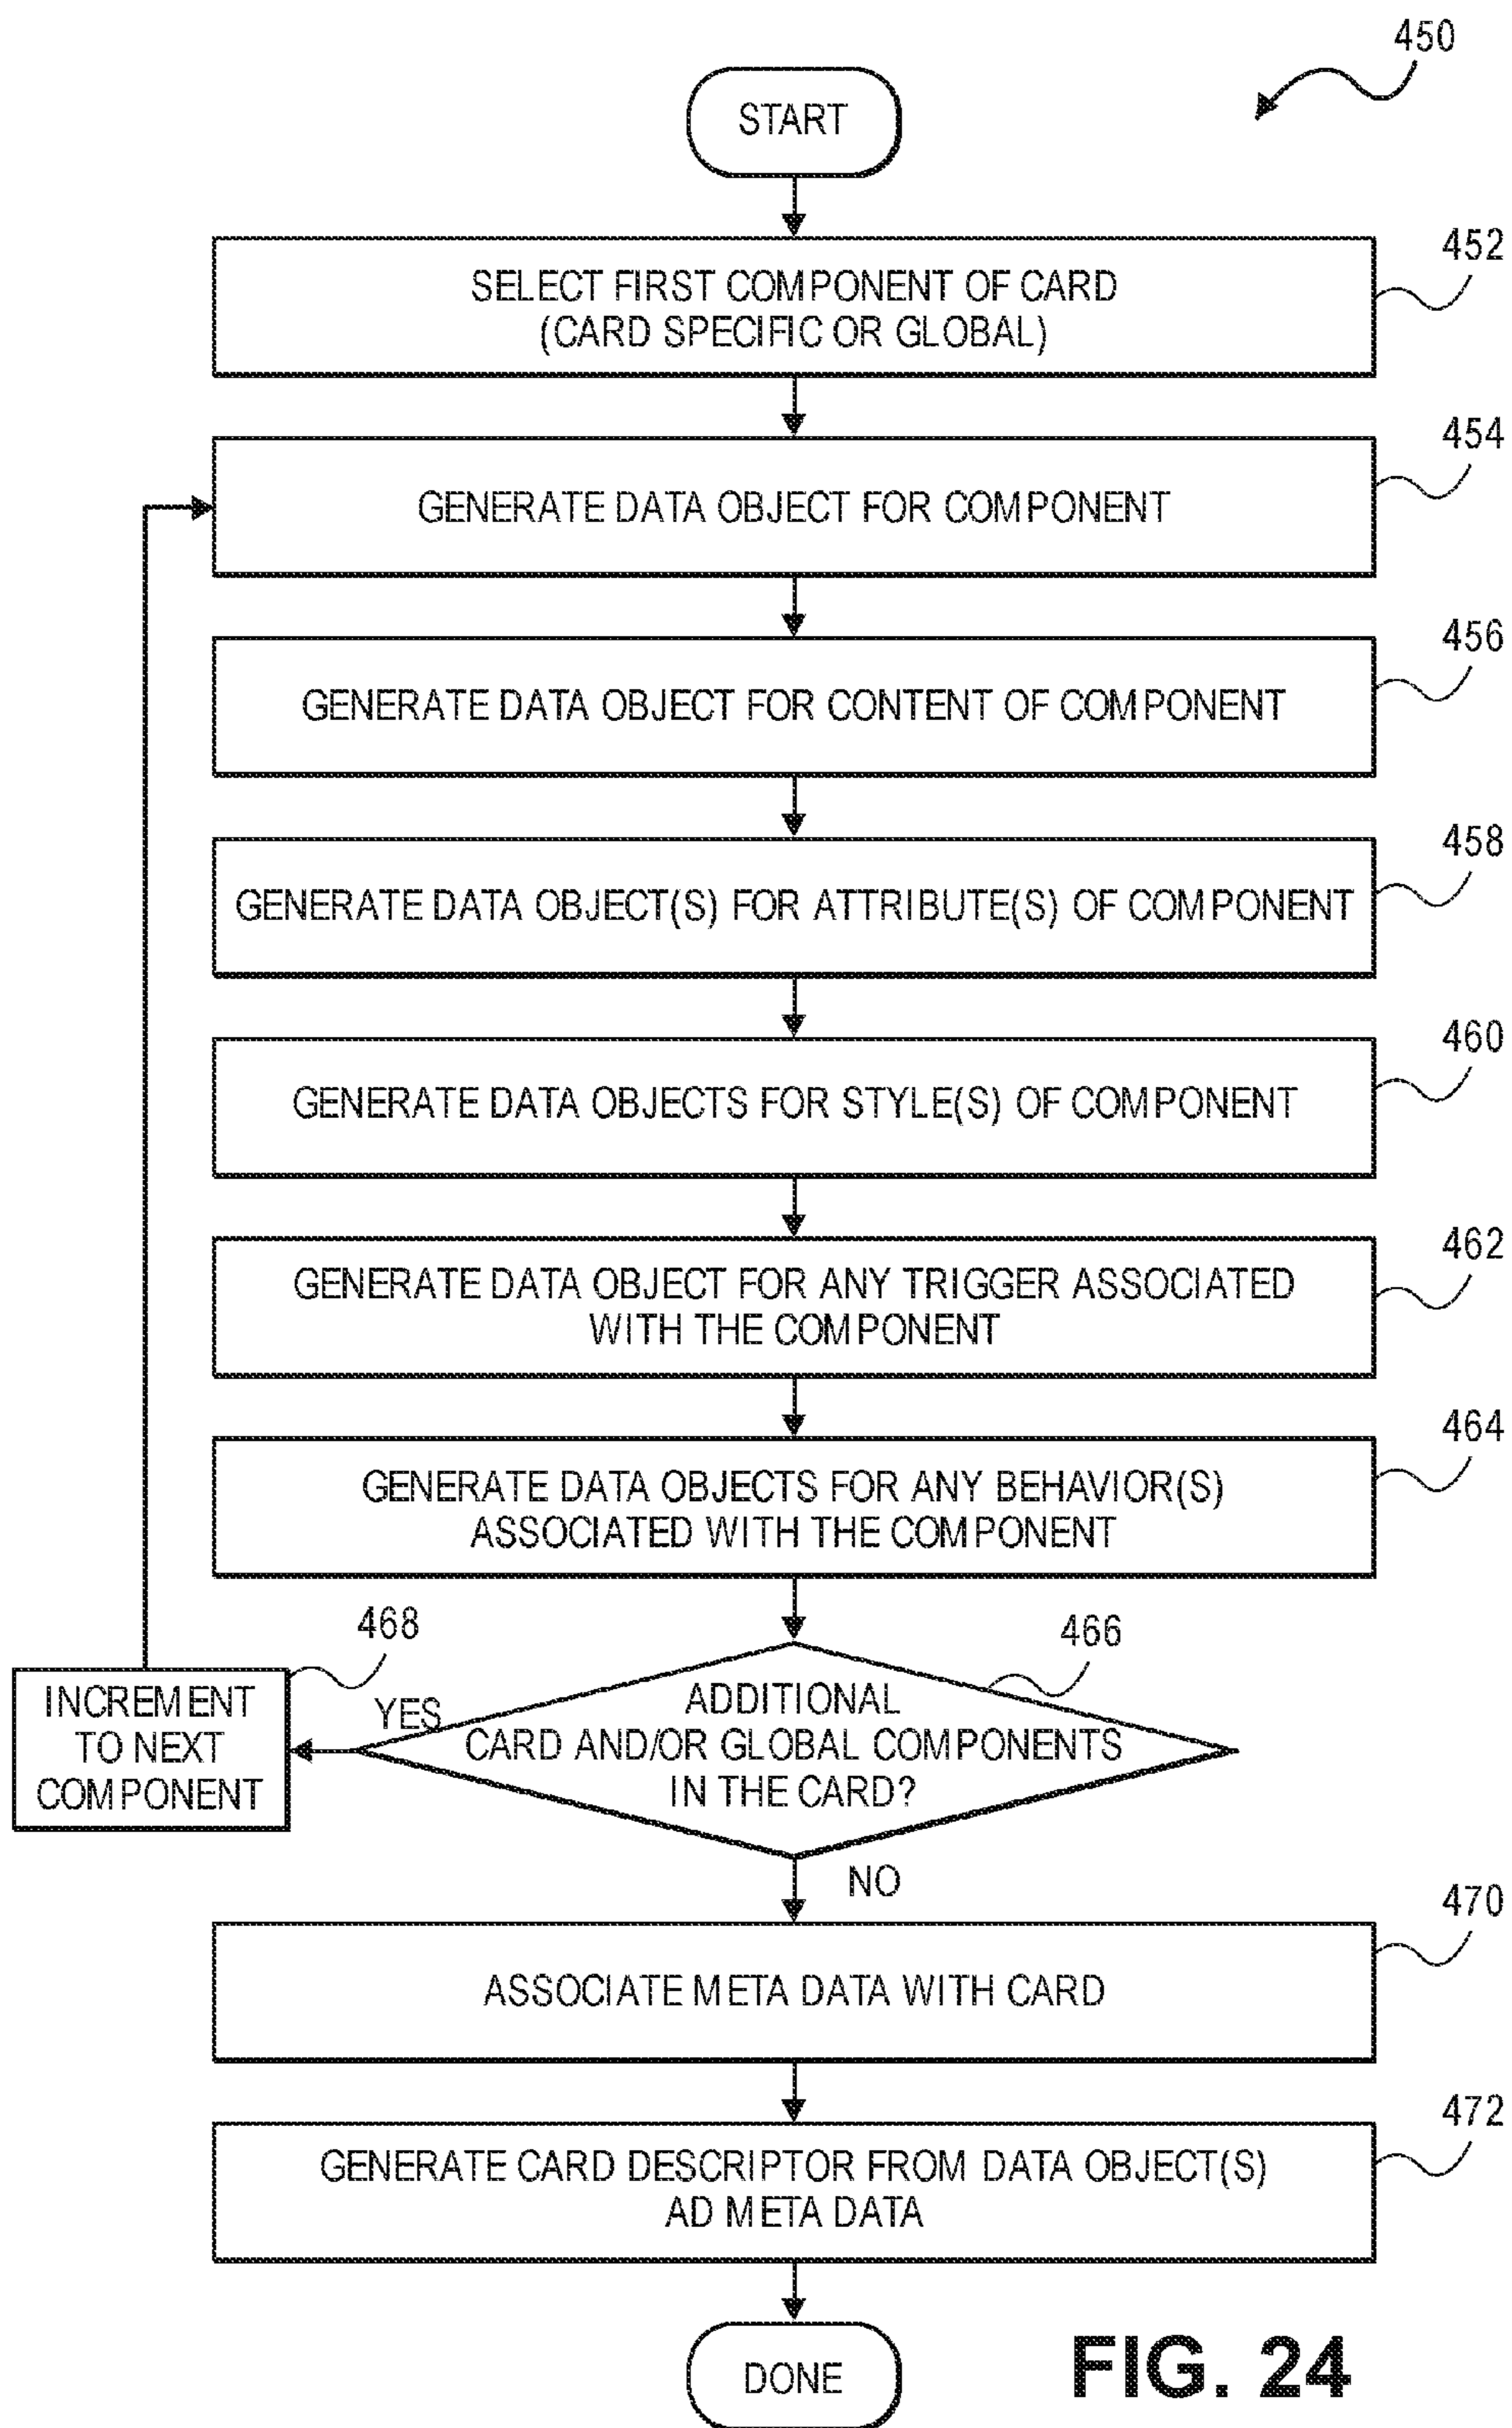 450
START
452
SELECT FIRST COMPONENT OF CARD
(CARD SPECIFIC OR GLOBAL)
454
GENERATE DATA OBJECT FOR COMPONENT
456
GENERATE DATA OBJECT FOR CONTENT OF COMPONENT
458
GENERATE DATA OBJECT(S) FOR ATTRIBUTE(S) OF COMPONENT
460
GENERATE DATA OBJECTS FOR STYLE(S) OF COMPONENT
462
GENERATE DATA OBJECT FOR ANY TRIGGER ASSOCIATED
WITH THE COMPONENT
464
GENERATE DATA OBJECTS FOR ANY BEHAVIOR(S)
ASSOCIATED WITH THE COMPONENT
468
INCREMENT
TO NEXT
COMPONENT
YES
466
ADDITIONAL
CARD AND/OR GLOBAL COMPONENTS
IN THE CARD?
NO
470
ASSOCIATE META DATA WITH CARD
472
GENERATE CARD DESCRIPTOR FROM DATA OBJECT(S)
AD META DATA
DONE
FIG. 24